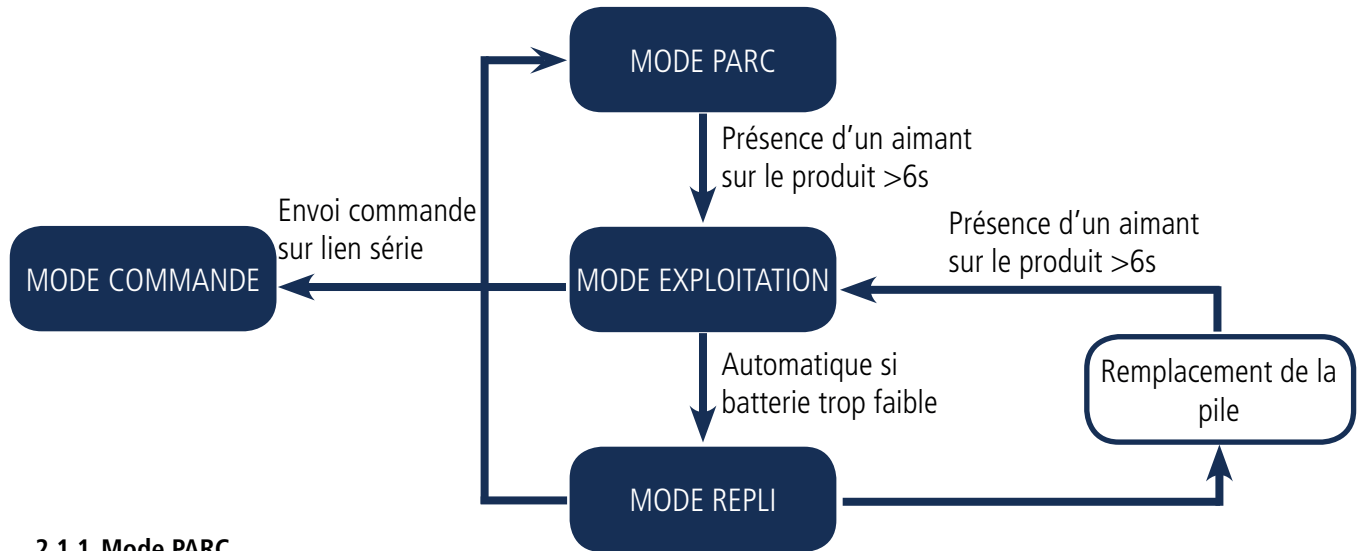 MODE PARC
Présence d’un aimant
sur le produit >6s
Envoi commande
sur lien série
Présence d’un aimant
sur le produit >6s
MODE COMMANDE
MODE EXPLOITATION
Automatique si
batterie trop faible
Remplacement de la
pile
MODE REPLI
2.1.1 Mode PARC